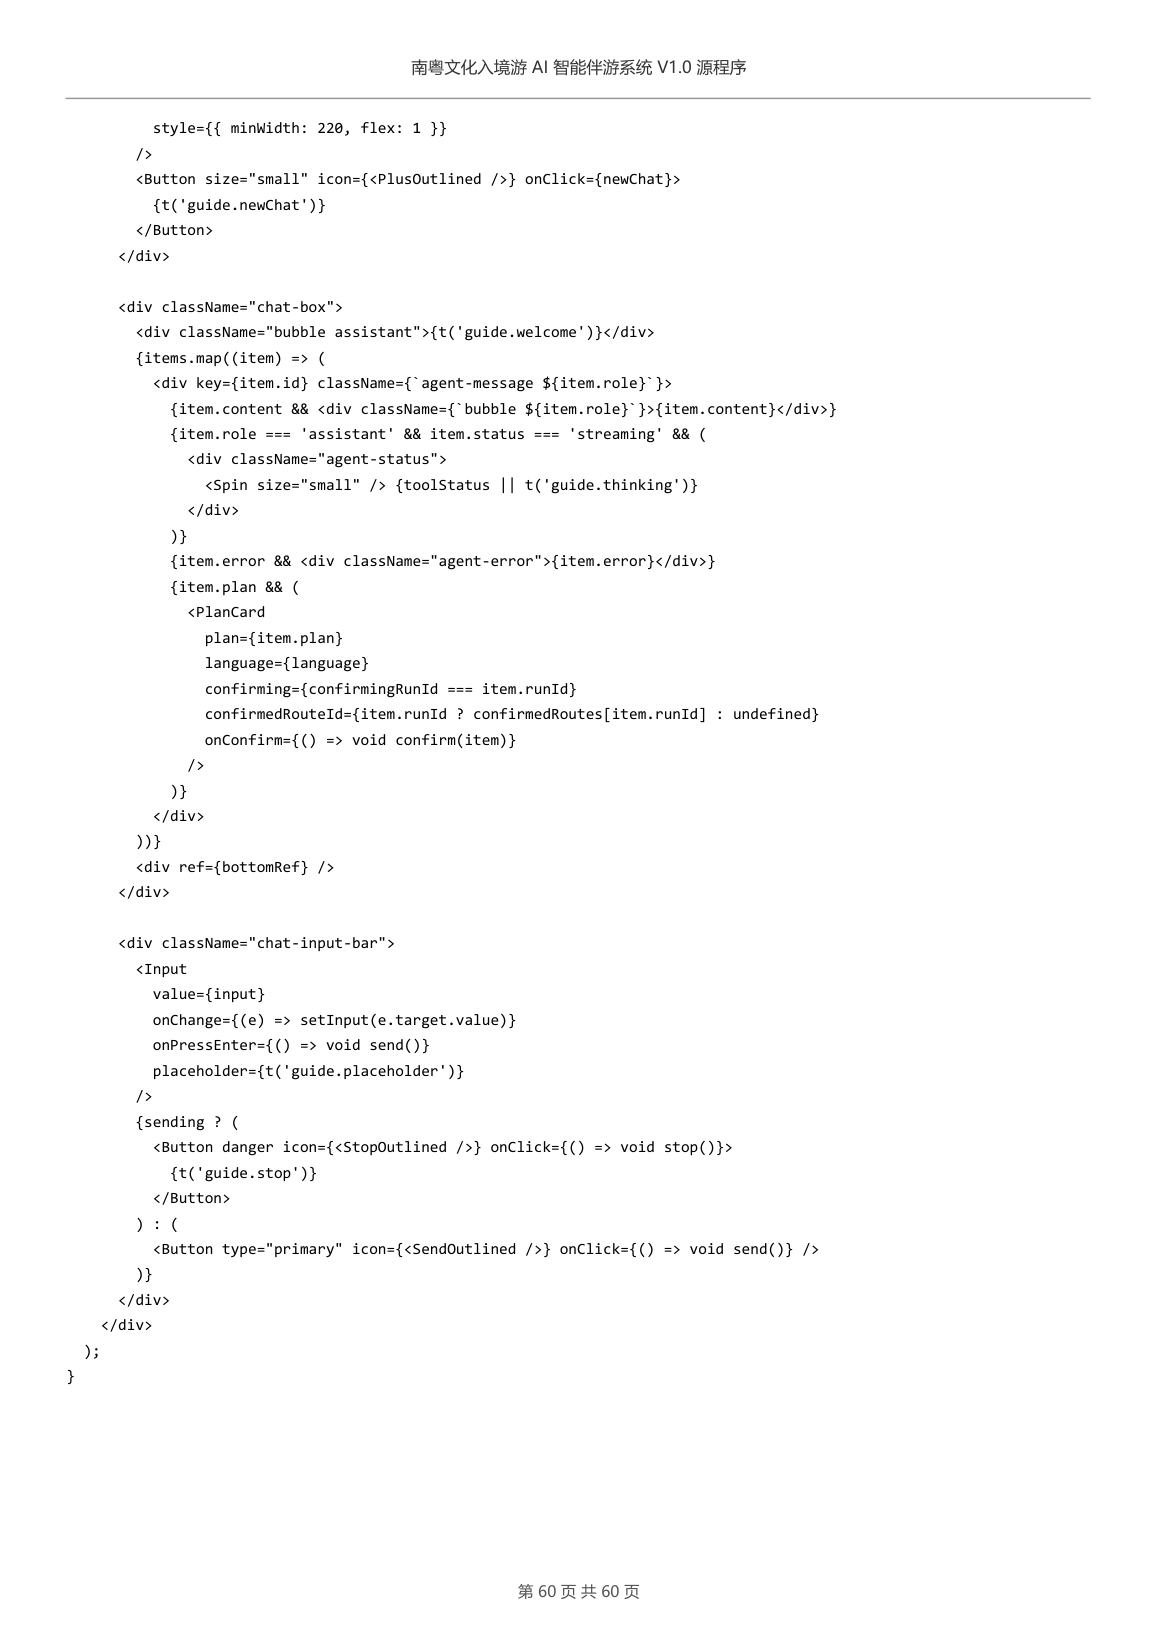 南粤文化入境游 AI 智能伴游系统 V1.0 源程序
          style={{ minWidth: 220, flex: 1 }}
        />
        <Button size="small" icon={<PlusOutlined />} onClick={newChat}>
          {t('guide.newChat')}
        </Button>
      </div>

      <div className="chat-box">
        <div className="bubble assistant">{t('guide.welcome')}</div>
        {items.map((item) => (
          <div key={item.id} className={`agent-message ${item.role}`}>
            {item.content && <div className={`bubble ${item.role}`}>{item.content}</div>}
            {item.role === 'assistant' && item.status === 'streaming' && (
              <div className="agent-status">
                <Spin size="small" /> {toolStatus || t('guide.thinking')}
              </div>
            )}
            {item.error && <div className="agent-error">{item.error}</div>}
            {item.plan && (
              <PlanCard
                plan={item.plan}
                language={language}
                confirming={confirmingRunId === item.runId}
                confirmedRouteId={item.runId ? confirmedRoutes[item.runId] : undefined}
                onConfirm={() => void confirm(item)}
              />
            )}
          </div>
        ))}
        <div ref={bottomRef} />
      </div>

      <div className="chat-input-bar">
        <Input
          value={input}
          onChange={(e) => setInput(e.target.value)}
          onPressEnter={() => void send()}
          placeholder={t('guide.placeholder')}
        />
        {sending ? (
          <Button danger icon={<StopOutlined />} onClick={() => void stop()}>
            {t('guide.stop')}
          </Button>
        ) : (
          <Button type="primary" icon={<SendOutlined />} onClick={() => void send()} />
        )}
      </div>
    </div>
  );
}
第 60 页 共 60 页